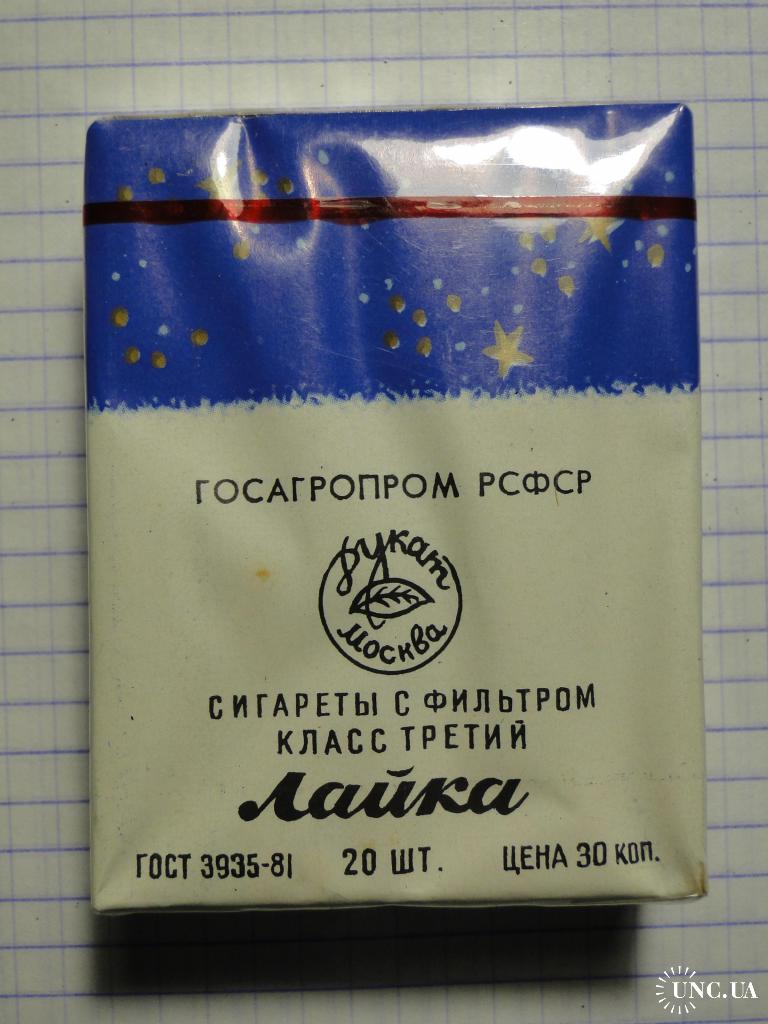 ГОСАГРОПРОМ РСФСР
Дукат
Москва
СИГАРЕТЫ С ФИЛЬТРОМ
КЛАСС ТРЕТИЙ
Лайка
ГОСТ 3935-81 20 ШТ. ЦЕНА 30 КОП.
UNC.UA